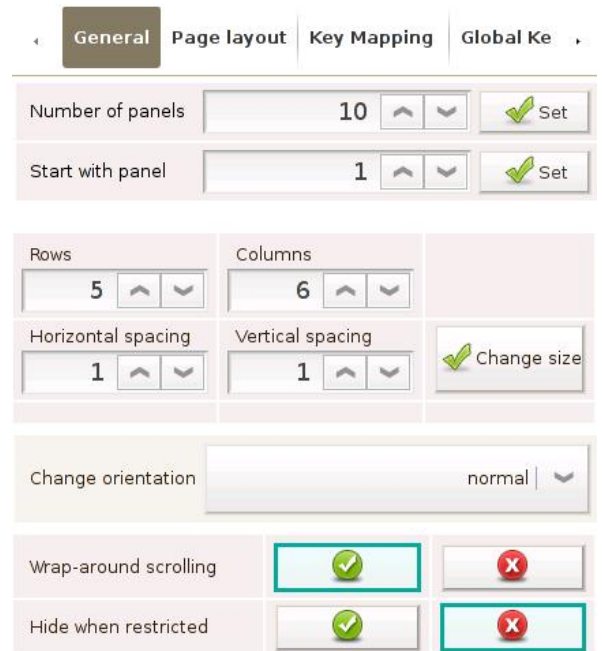 General Page layout Key Mapping Global Ke
Number of panels 10 Set
Start with panel 1 Set
Rows Columns
5 6
Horizontal spacing Vertical spacing
1 1 Change size
Change orientation normal
Wrap-around scrolling
Hide when restricted